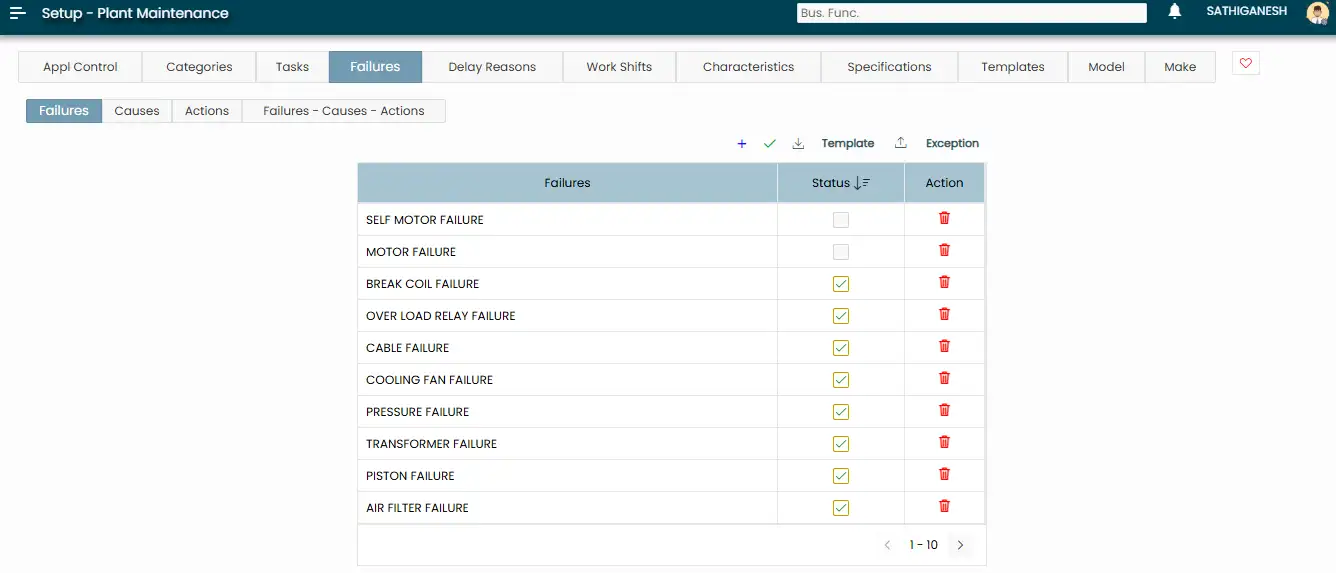 Setup - Plant Maintenance
Bus. Func.
SATHIGANESH
Appl Control Categories Tasks Failures Delay Reasons Work Shifts Characteristics Specifications Templates Model Make
Failures Causes Actions Failures - Causes - Actions
Template Exception
Failures Status Action
SELF MOTOR FAILURE
MOTOR FAILURE
BREAK COIL FAILURE
OVER LOAD RELAY FAILURE
CABLE FAILURE
COOLING FAN FAILURE
PRESSURE FAILURE
TRANSFORMER FAILURE
PISTON FAILURE
AIR FILTER FAILURE
1 - 10